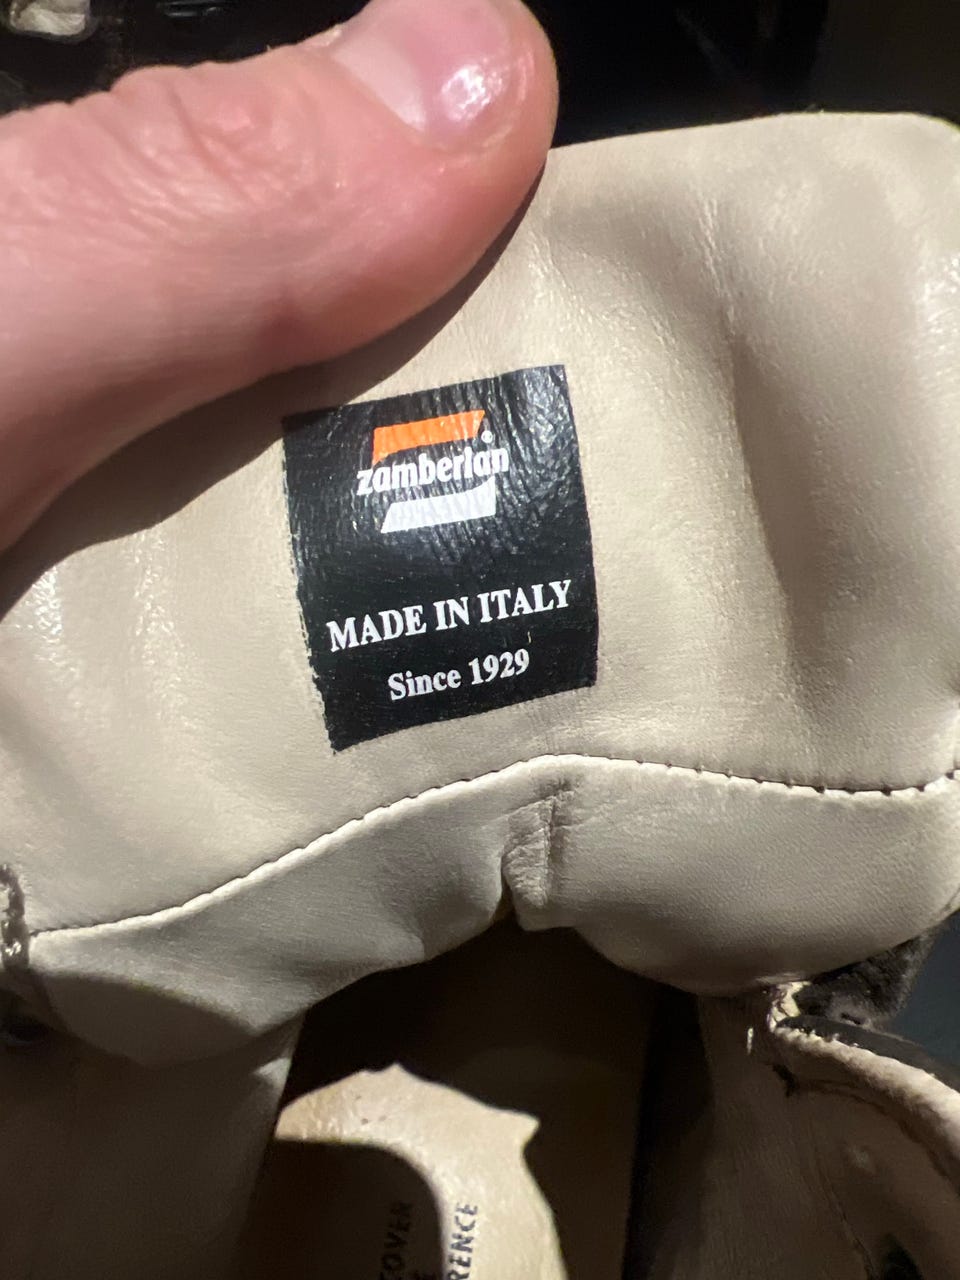 zamberlan®
MADE IN ITALY
Since 1929